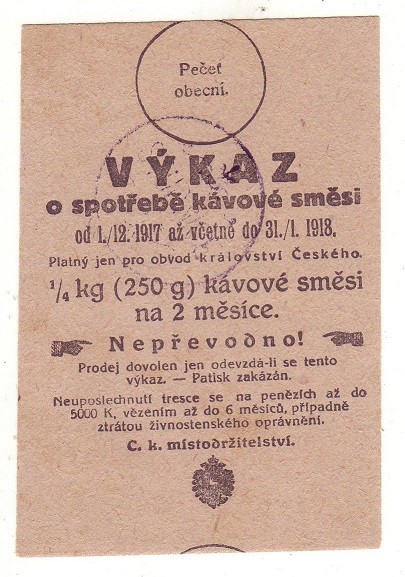 Pečeť
obecní.
VÝKAZ
o spotřebě kávové směsi
od 1./12. 1917 až včetně do 31./1. 1918.
Platný jen pro obvod království Českého.
¼ kg (250 g) kávové směsi
na 2 měsíce.
Nepřevodno!
Prodej dovolen jen odevzdá-li se tento
výkaz. — Patisk zakázán.
Neuposlechnutí tresce se na penězích až do
5000 K, vězením až do 6 měsíců, případně
ztrátou živnostenského oprávnění.
C. k. místodržitelství.